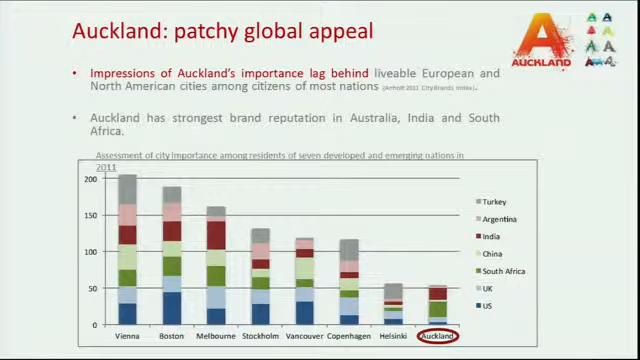 Auckland: patchy global appeal
AUCKLAND
Impressions of Auckland's importance lag behind liveable European and
North American cities among citizens of most nations (Anholt 2011 City Brands Index).
Auckland has strongest brand reputation in Australia, India and South
Africa.
Assessment of city importance among residents of seven developed and emerging nations in
2011
200
150
100
50
0
Vienna Boston Melbourne Stockholm Vancouver Copenhagen Helsinki Auckland
Turkey
Argentina
India
China
South Africa
UK
US